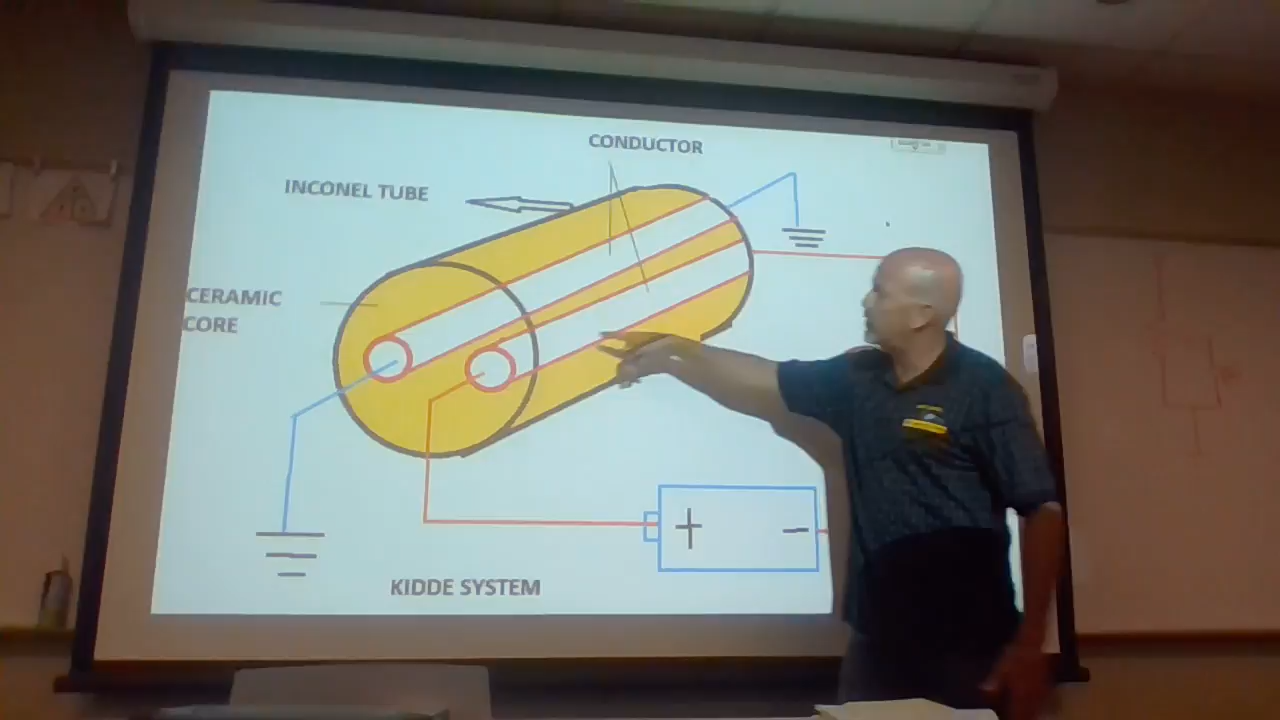 CONDUCTOR
INCONEL TUBE
CERAMIC
CORE
+ −
KIDDE SYSTEM